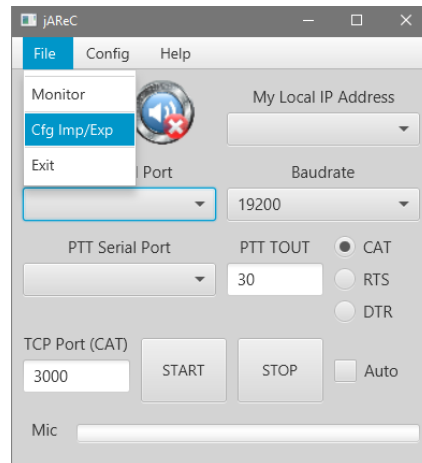 jAReC
File Config Help
Monitor
My Local IP Address
Cfg Imp/Exp
Exit
Port
Baudrate
19200
PTT Serial Port
PTT TOUT
CAT
30
RTS
DTR
TCP Port (CAT)
3000
START
STOP
Auto
Mic